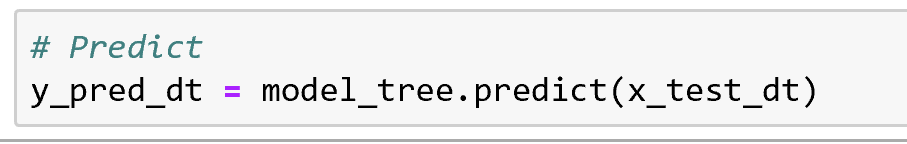 # Predict
y_pred_dt = model_tree.predict(x_test_dt)